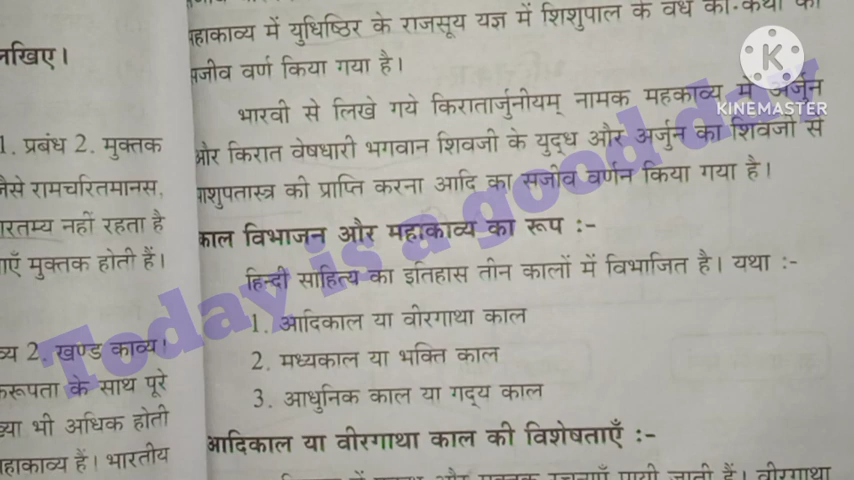 नखिए।
1. प्रबंध 2. मुक्तक
जैसे रामचरितमानस,
रतम्य नहीं रहता है
एँ मुक्तक होती हैं।
व्य 2. खण्ड काव्य।
करूपता के साथ पूरे
व्या भी अधिक होती
महाकाव्य हैं। भारतीय
महाकाव्य में युधिष्ठिर के राजसूय यज्ञ में शिशुपाल के वध की कथा का
सजीव वर्ण किया गया है।
भारवी से लिखे गये किरातार्जुनीयम् नामक महकाव्य में अर्जुन
और किरात वेषधारी भगवान शिवजी के युद्ध और अर्जुन का शिवजी से
पाशुपतास्त्र की प्राप्ति करना आदि का सजीव वर्णन किया गया है।
काल विभाजन और महाकाव्य का रूप :-
हिन्दी साहित्य का इतिहास तीन कालों में विभाजित है। यथा :-
1. आदिकाल या वीरगाथा काल
2. मध्यकाल या भक्ति काल
3. आधुनिक काल या गद्य काल
आदिकाल या वीरगाथा काल की विशेषताएँ :-
रचनाएँ पायी जाती हैं। वीरगाथा
Today is a good day
K
KINEMASTER